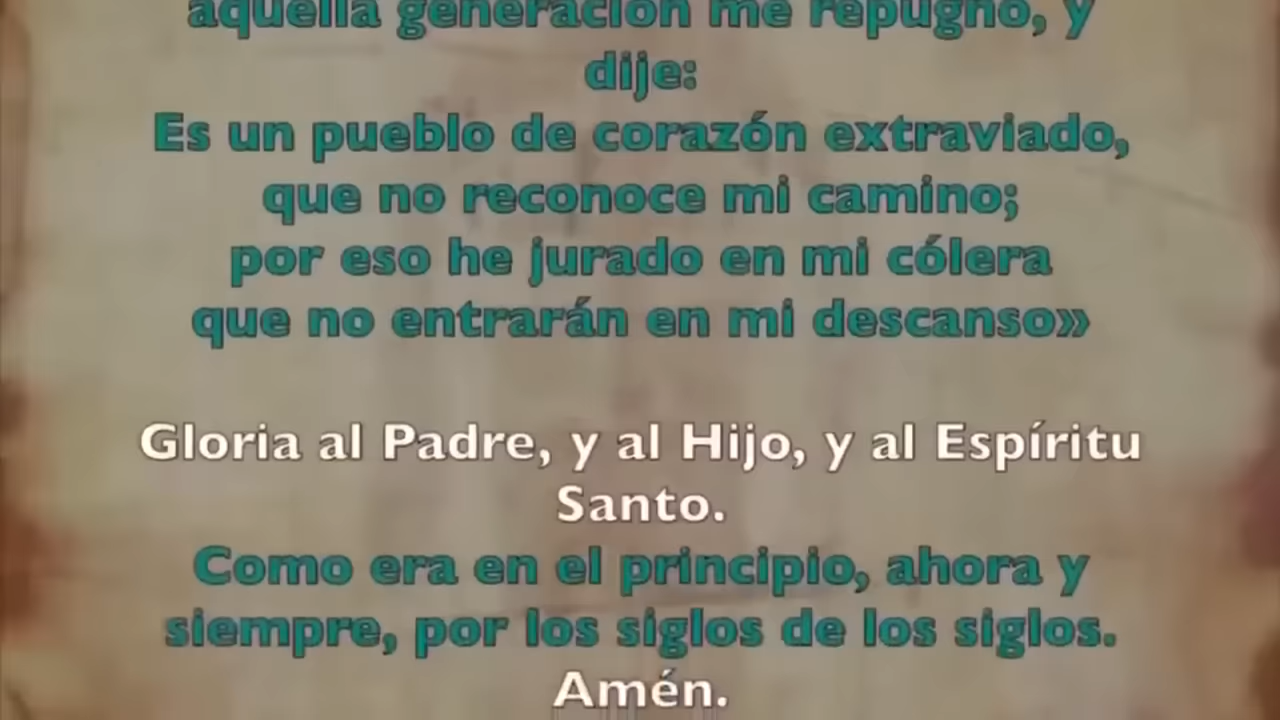 aquella generación me repugnó, y
dije:
Es un pueblo de corazón extraviado,
que no reconoce mi camino;
por eso he jurado en mi cólera
que no entrarán en mi descanso»
Gloria al Padre, y al Hijo, y al Espíritu
Santo.
Como era en el principio, ahora y
siempre, por los siglos de los siglos.
Amén.